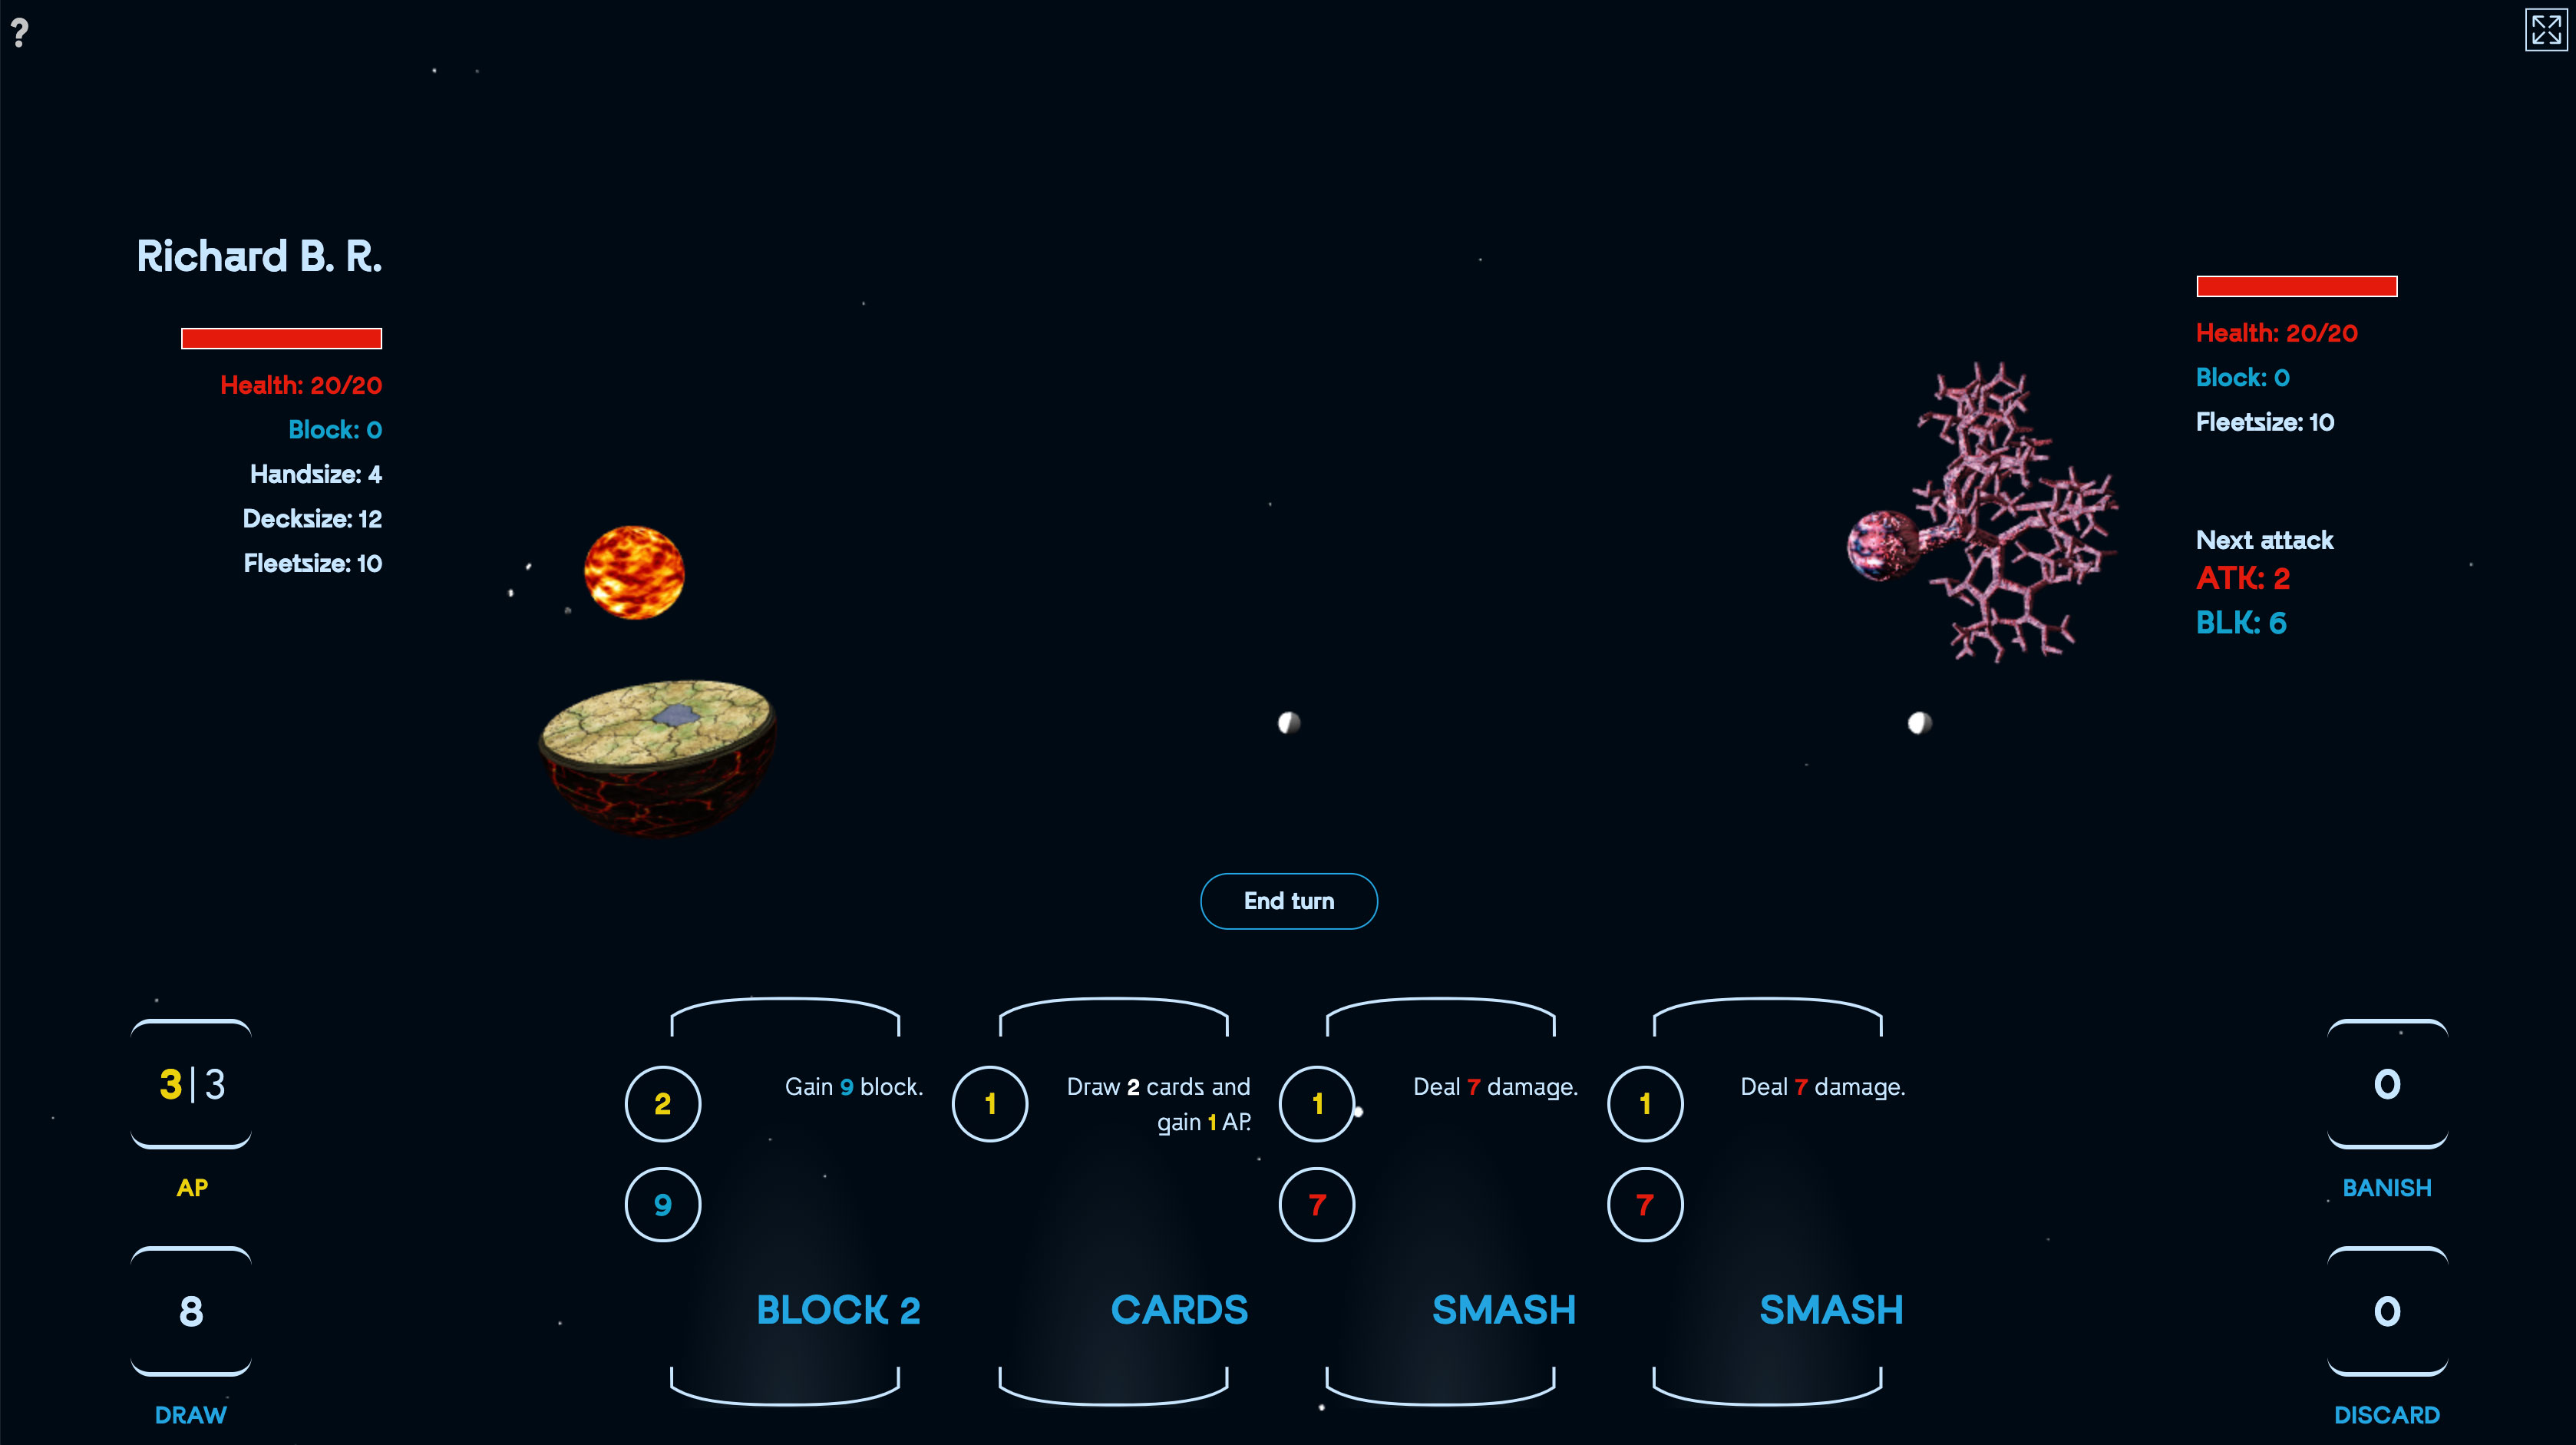 ?
Richard B. R.
Health: 20/20
Block: 0
Handsize: 4
Decksize: 12
Fleetsize: 10
Health: 20/20
Block: 0
Fleetsize: 10
Next attack
ATK: 2
BLK: 6
End turn
3|3
AP
8
DRAW
2
Gain 9 block.
9
BLOCK 2
1
Draw 2 cards and
gain 1 AP.
CARDS
1
Deal 7 damage.
7
SMASH
1
Deal 7 damage.
7
SMASH
0
BANISH
0
DISCARD